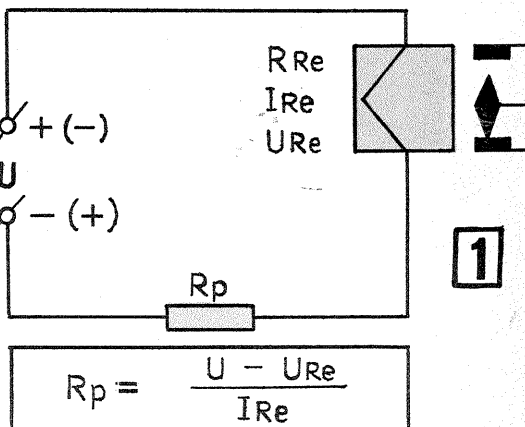 RRe
IRe
+ (-)
URe
U
- (+)
1
Rp
Rp = U - URe
IRe